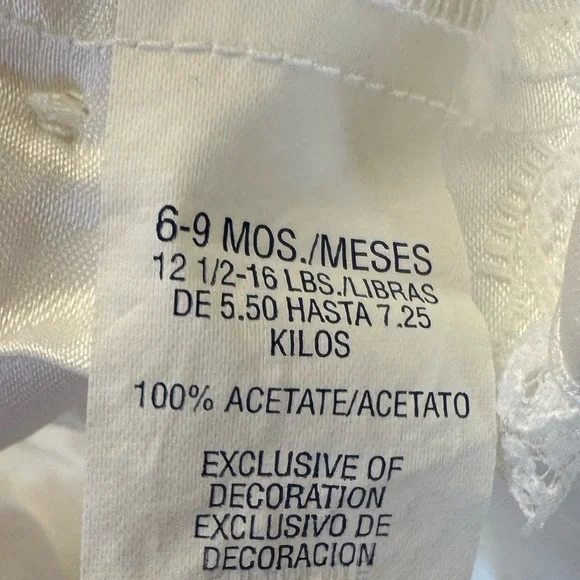 6-9 MOS./MESES
12 1/2-16 LBS./LIBRAS
DE 5.50 HASTA 7.25
KILOS
100% ACETATE/ACETATO
EXCLUSIVE OF
DECORATION
EXCLUSIVO DE
DECORACION